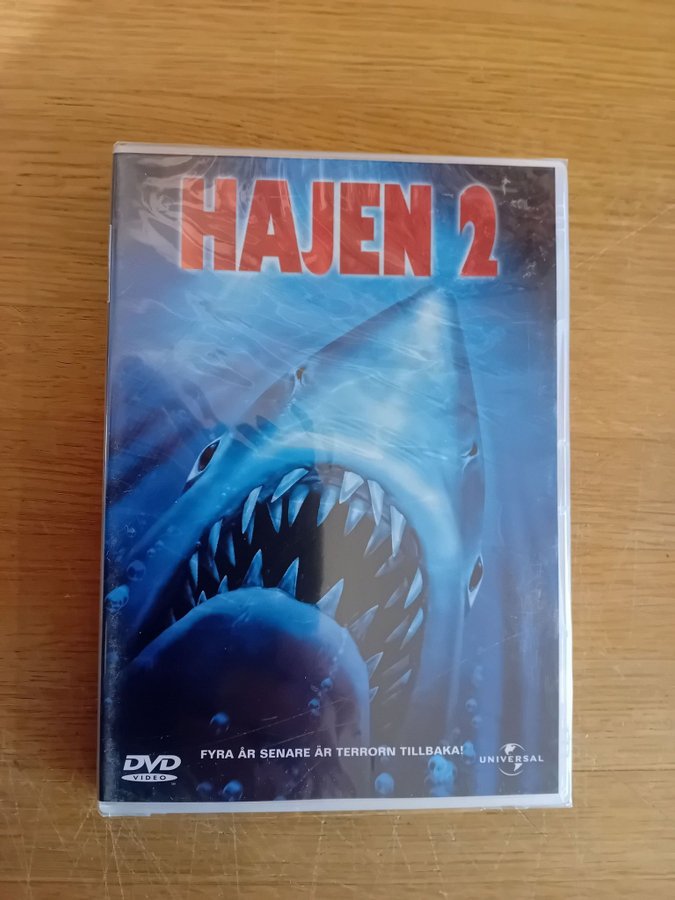 HAJEN 2
FYRA ÅR SENARE ÄR TERRORN TILLBAKA!
DVD
VIDEO
UNIVERSAL